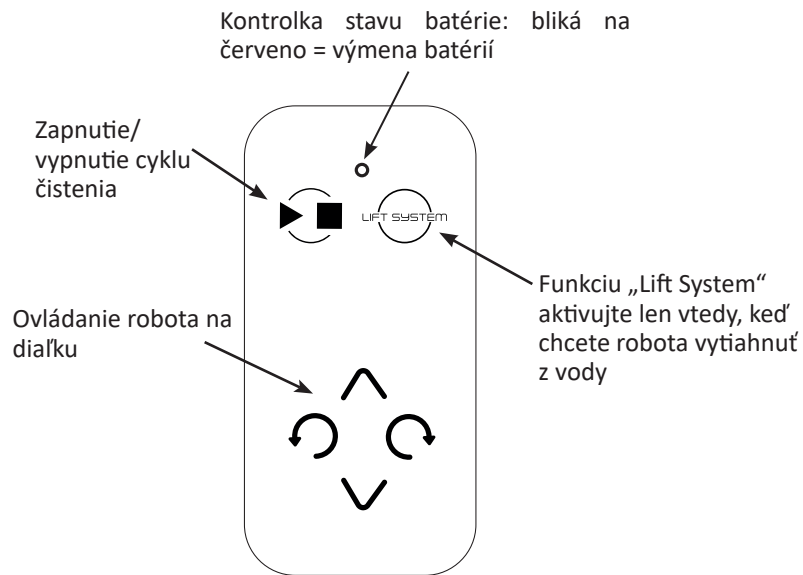 Kontrolka stavu batérie: bliká na
červeno = výmena batérií
Zapnutie/
vypnutie cyklu
čistenia
LIFT SYSTEM
Funkciu „Lift System“
aktivujte len vtedy, keď
chcete robota vytiahnuť
z vody
Ovládanie robota na
diaľku